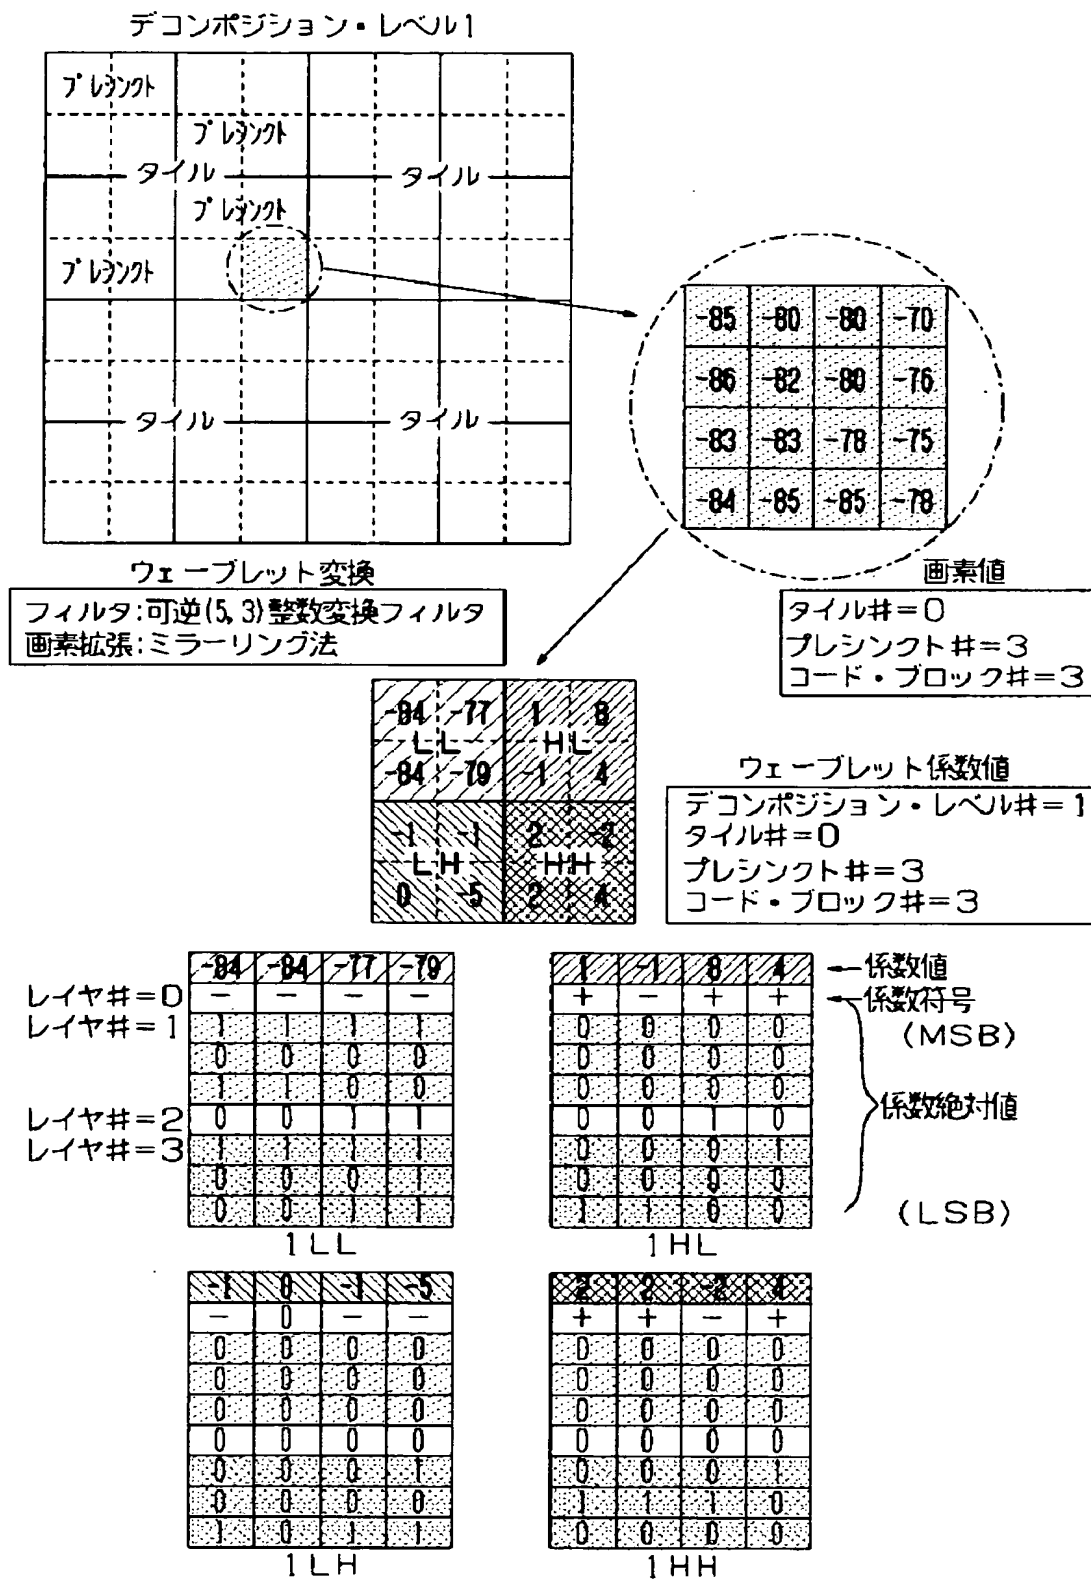 デコンポジション・レベル1
プレシンクト
プレシンクト
タイル タイル
プレシンクト
プレシンクト
タイル タイル
-85 -80 -80 -70
-86 -82 -80 -76
-83 -83 -78 -75
-84 -85 -85 -78
画素値
タイル#=0
プレシンクト#=3
コード・ブロック#=3
ウェーブレット変換
フィルタ:可逆(5,3)整数変換フィルタ
画素拡張:ミラーリング法
-84 -77 1 8
LL HL
-84 -79 -1 4
-1 -1 2 -2
LH HH
0 -5 2 4
ウェーブレット係数値
デコンポジション・レベル#=1
タイル#=0
プレシンクト#=3
コード・ブロック#=3
-84 -84 -77 -79
レイヤ#=0 - - - -
レイヤ#=1 1 1 1 1
0 0 0 0
1 1 0 0
レイヤ#=2 0 0 1 1
レイヤ#=3 1 1 1 1
0 0 0 1
0 0 1 1
1LL
1 -1 8 4 ←係数値
+ - + + 係数符号
0 0 0 0 (MSB)
0 0 0 0
0 0 0 0
0 0 1 0 係数絶対値
0 0 0 1
0 0 0 0
1 1 0 0 (LSB)
1HL
-1 0 -1 -5
- 0 - -
0 0 0 0
0 0 0 0
0 0 0 0
0 0 0 0
0 0 0 1
0 0 0 0
1 0 1 1
1LH
2 2 -2 4
+ + - +
0 0 0 0
0 0 0 0
0 0 0 0
0 0 0 0
0 0 0 1
1 1 1 0
0 0 0 0
1HH